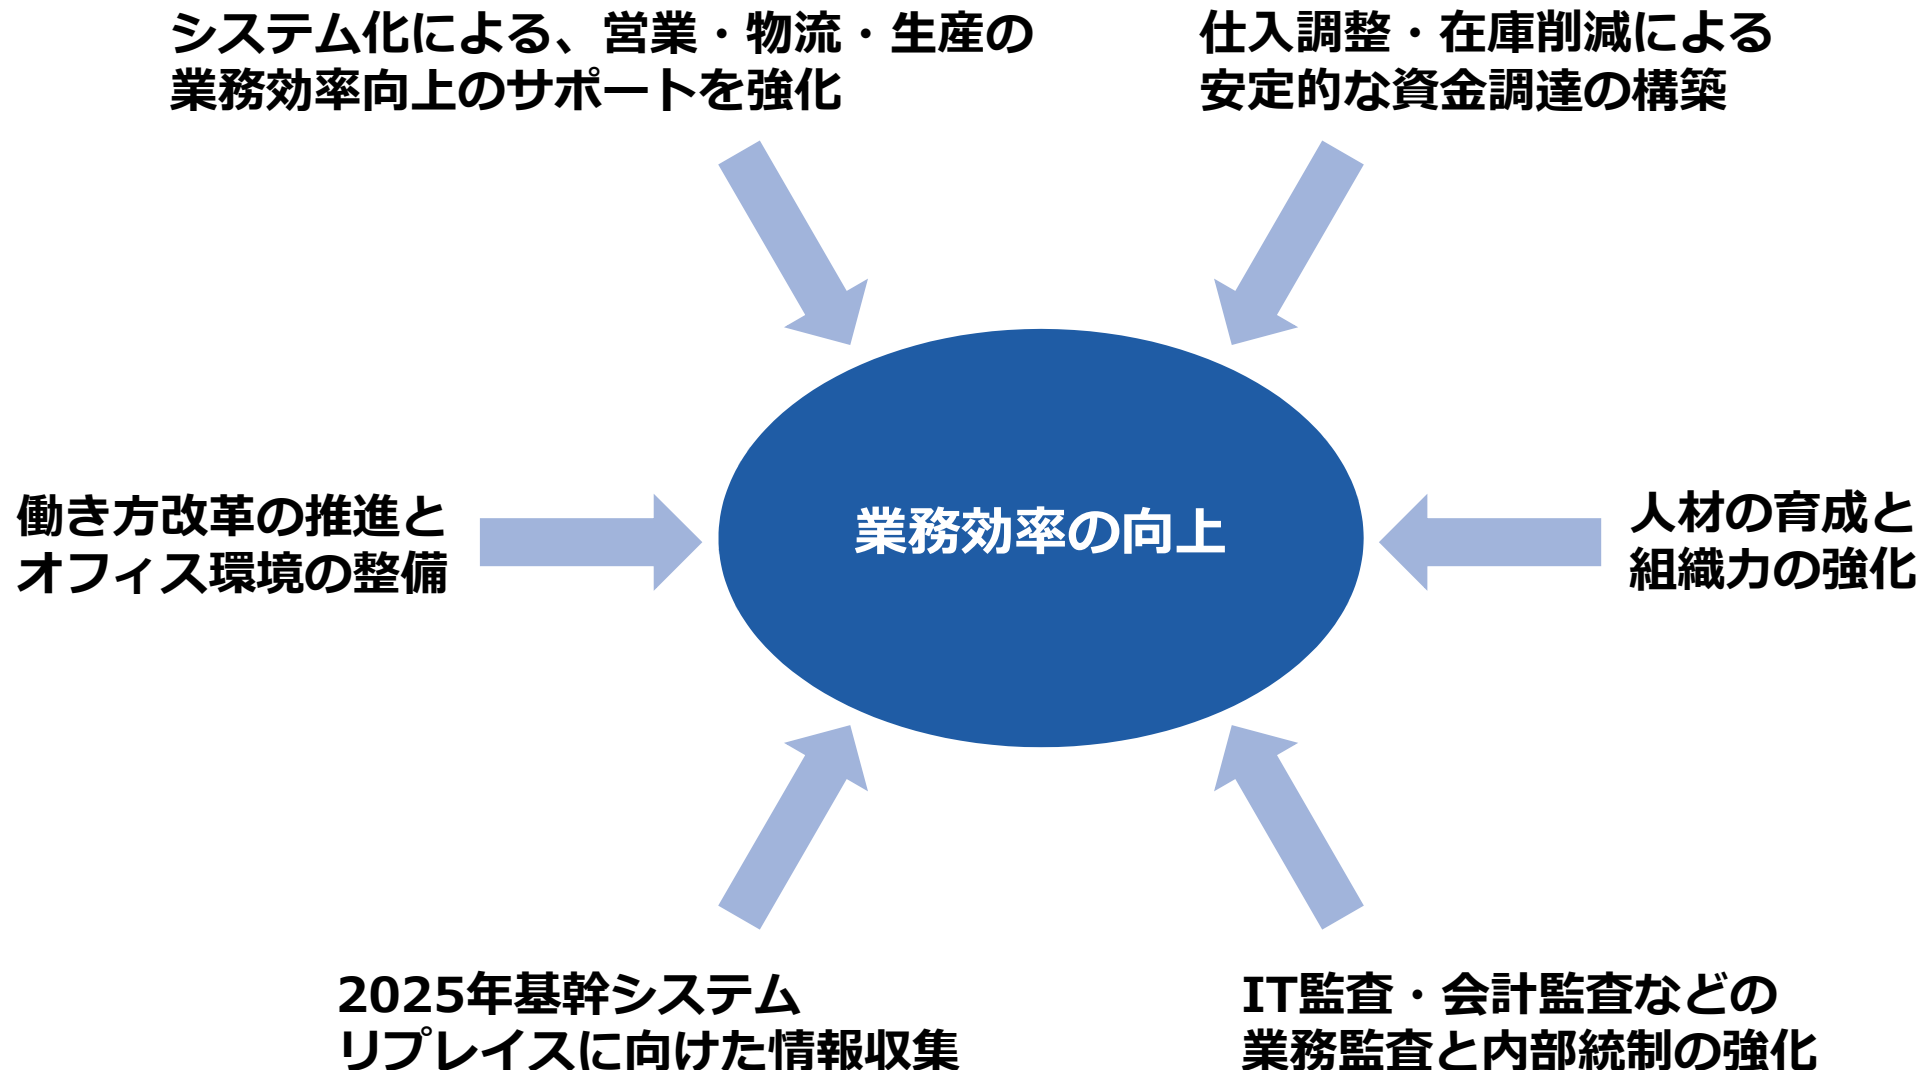 システム化による、営業・物流・生産の
業務効率向上のサポートを強化
仕入調整・在庫削減による
安定的な資金調達の構築
働き方改革の推進と
オフィス環境の整備
業務効率の向上
人材の育成と
組織力の強化
2025年基幹システム
リプレイスに向けた情報収集
IT監査・会計監査などの
業務監査と内部統制の強化